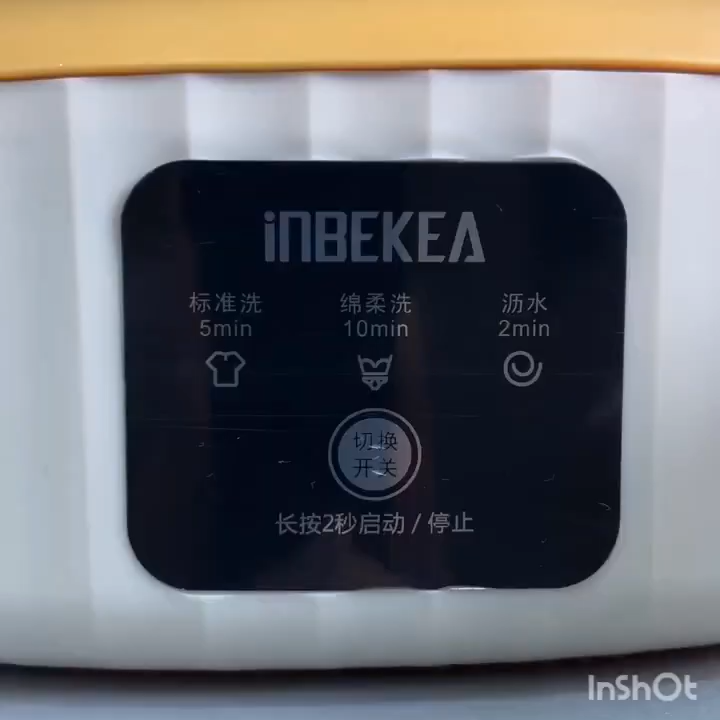 inBEKEA
标准洗 绵柔洗 沥水
5min 10min 2min
切换
开关
长按2秒启动 / 停止
InShOt